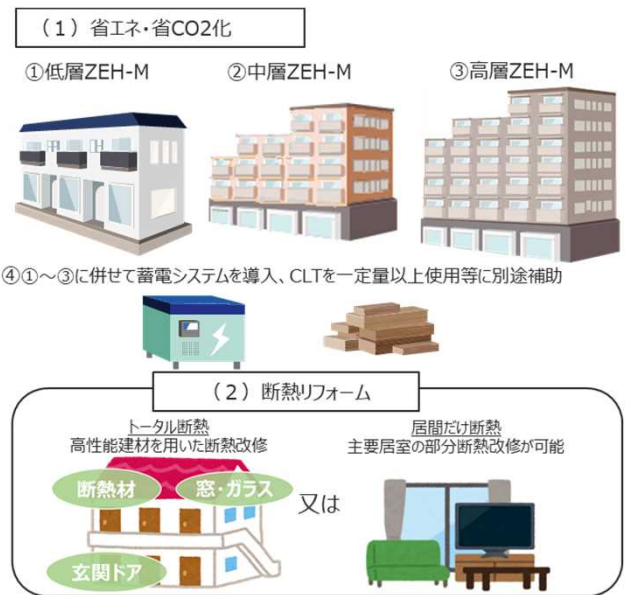 （1）省エネ・省CO2化
①低層ZEH-M
②中層ZEH-M
③高層ZEH-M
④①～③に併せて蓄電システムを導入、CLTを一定量以上使用等に別途補助
（2）断熱リフォーム
トータル断熱
高性能建材を用いた断熱改修
断熱材
窓・ガラス
玄関ドア
又は
居間だけ断熱
主要居室の部分断熱改修が可能